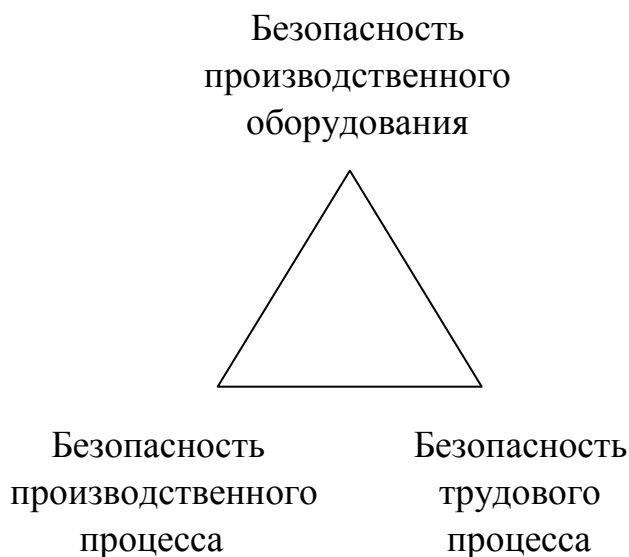 Безопасность
производственного
оборудования
Безопасность
производственного
процесса
Безопасность
трудового
процесса